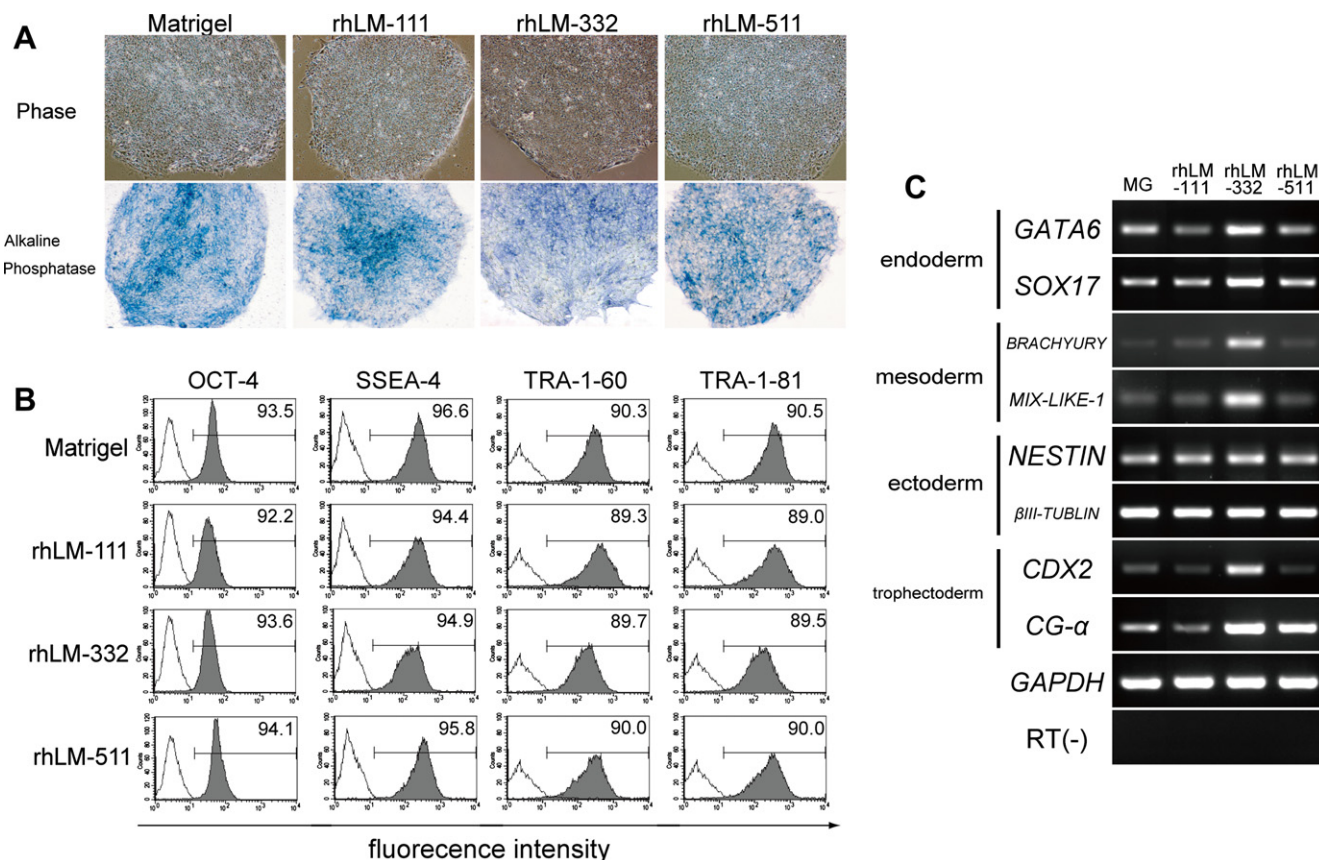 A
Matrigel rhLM-111 rhLM-332 rhLM-511
Phase
Alkaline
Phosphatase
B
OCT-4 SSEA-4 TRA-1-60 TRA-1-81
Matrigel 93.5 96.6 90.3 90.5
rhLM-111 92.2 94.4 89.3 89.0
rhLM-332 93.6 94.9 89.7 89.5
rhLM-511 94.1 95.8 90.0 90.0
fluorescence intensity
C
MG rhLM-111 rhLM-332 rhLM-511
endoderm
GATA6
SOX17
mesoderm
BRACHYURY
MIX-LIKE-1
ectoderm
NESTIN
βIII-TUBLIN
trophectoderm
CDX2
CG-α
GAPDH
RT(-)